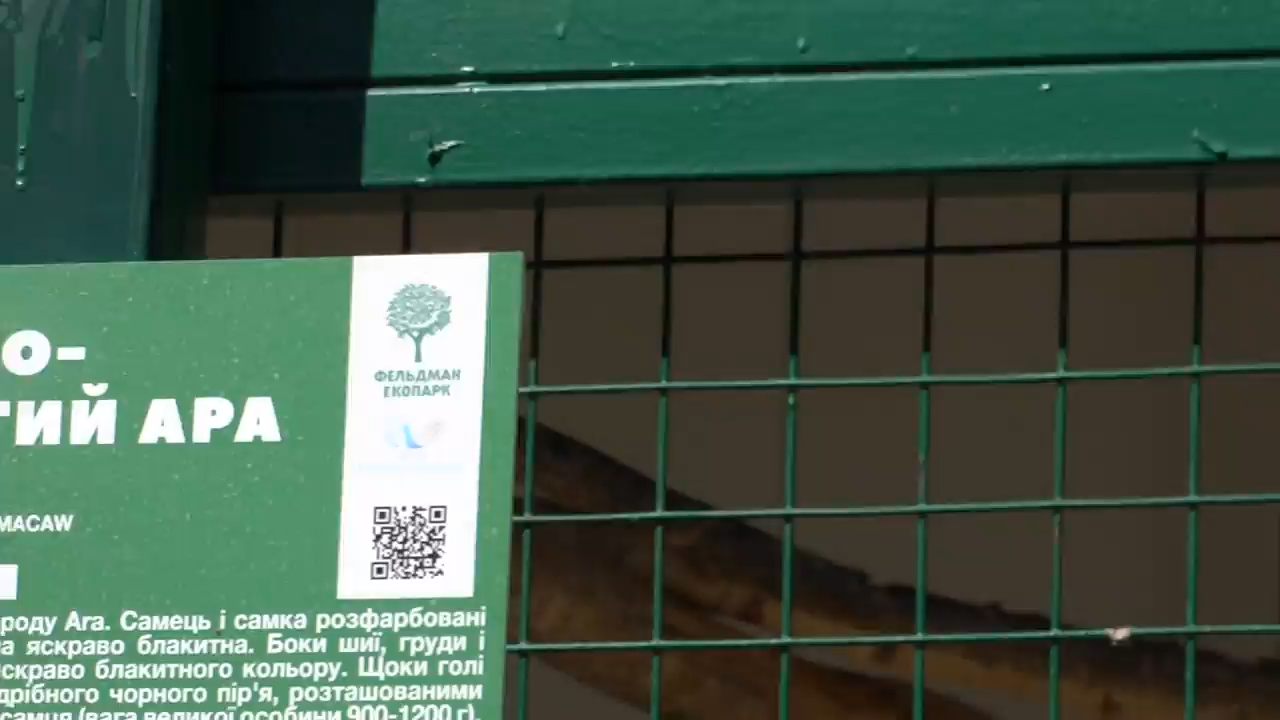 О-
ТИЙ АРА
ФЕЛЬДМАН
ЕКОПАРК
MACAW
роду Ara. Самець і самка розфарбовані
яскраво блакитна. Боки шиї, груди і
скраво блакитного кольору. Щоки голі
дрібного чорного пір'я, розташованими
самця (вага великої особини 900-1200 г).